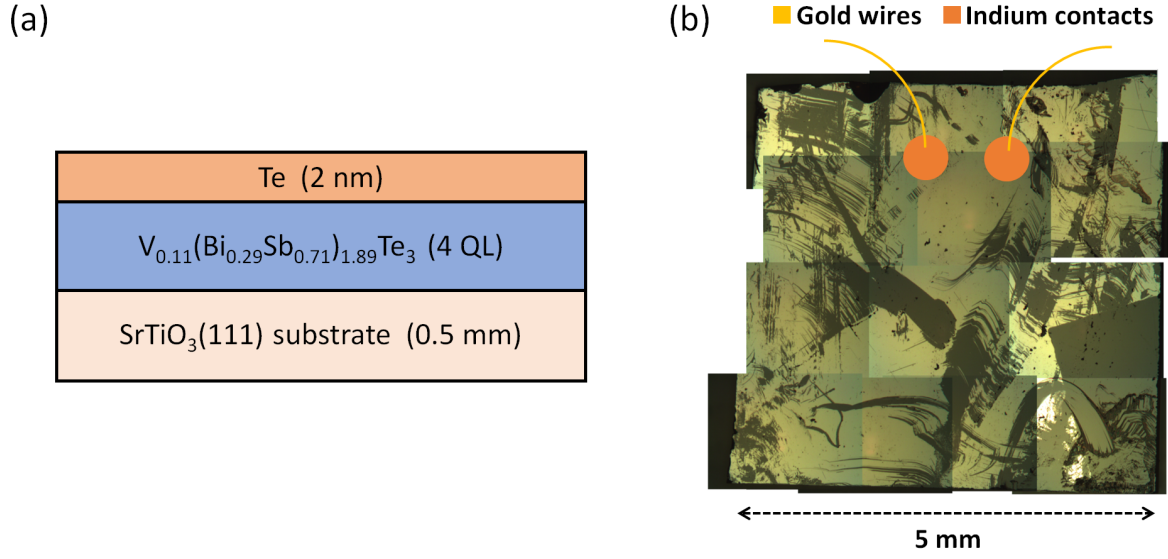 (a)
Te (2 nm)
V₀.₁₁(Bi₀.₂₉Sb₀.₇₁)₁.₈₉Te₃ (4 QL)
SrTiO₃(111) substrate (0.5 mm)
(b)
Gold wires
Indium contacts
5 mm